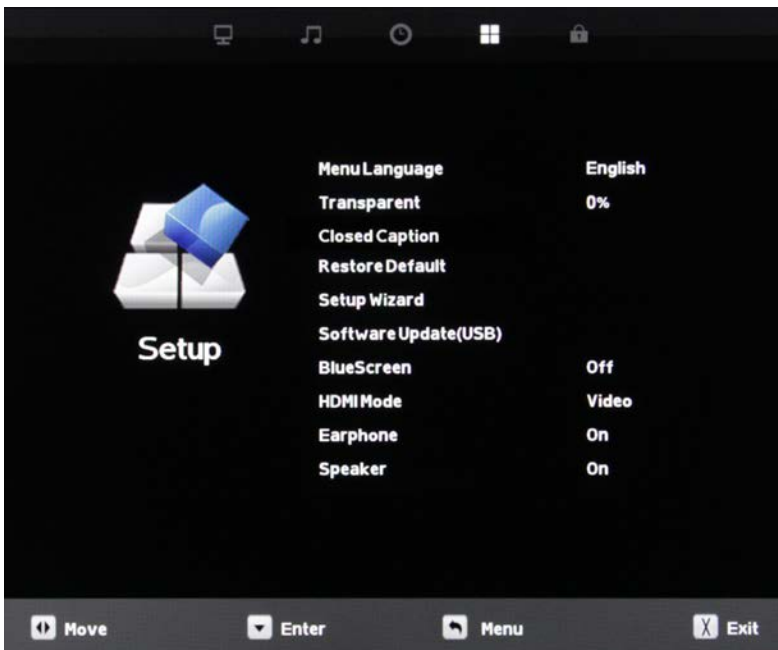 Menu Language English
Transparent 0%
Closed Caption
Restore Default
Setup Wizard
Software Update(USB)
Setup
BlueScreen Off
HDMI Mode Video
Earphone On
Speaker On
Move Enter Menu X Exit